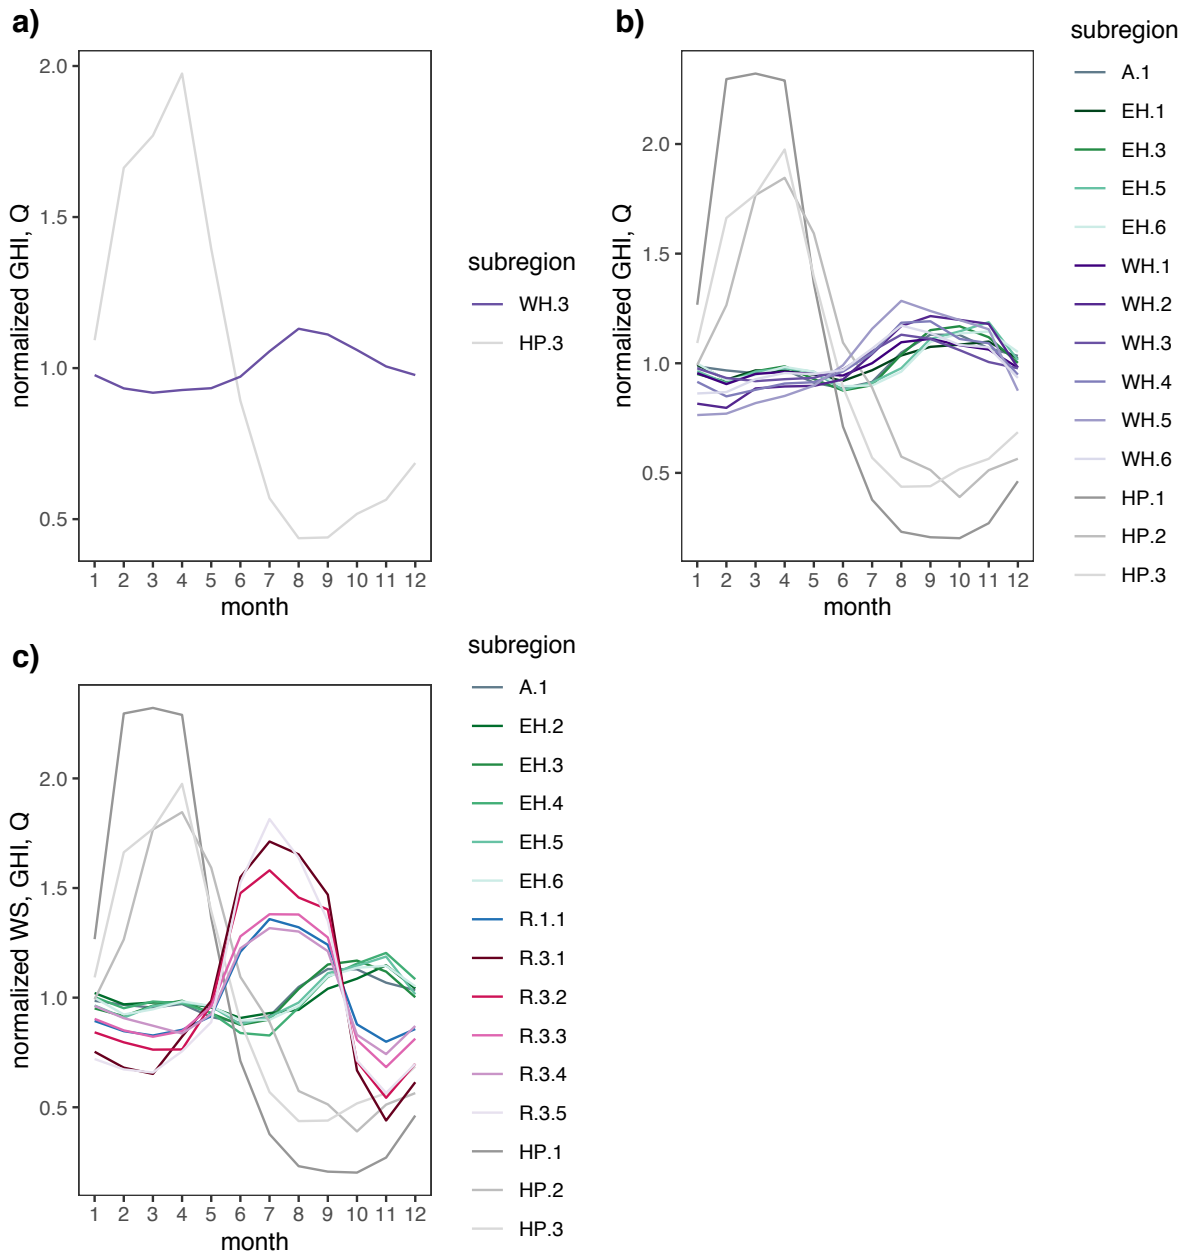 a)
normalized GHI, Q
2.0
1.5
1.0
0.5
1 2 3 4 5 6 7 8 9 10 11 12
month
subregion
WH.3
HP.3
b)
normalized GHI, Q
2.0
1.5
1.0
0.5
1 2 3 4 5 6 7 8 9 10 11 12
month
subregion
A.1
EH.1
EH.3
EH.5
EH.6
WH.1
WH.2
WH.3
WH.4
WH.5
WH.6
HP.1
HP.2
HP.3
c)
normalized WS, GHI, Q
2.0
1.5
1.0
0.5
1 2 3 4 5 6 7 8 9 10 11 12
month
subregion
A.1
EH.2
EH.3
EH.4
EH.5
EH.6
R.1.1
R.3.1
R.3.2
R.3.3
R.3.4
R.3.5
HP.1
HP.2
HP.3